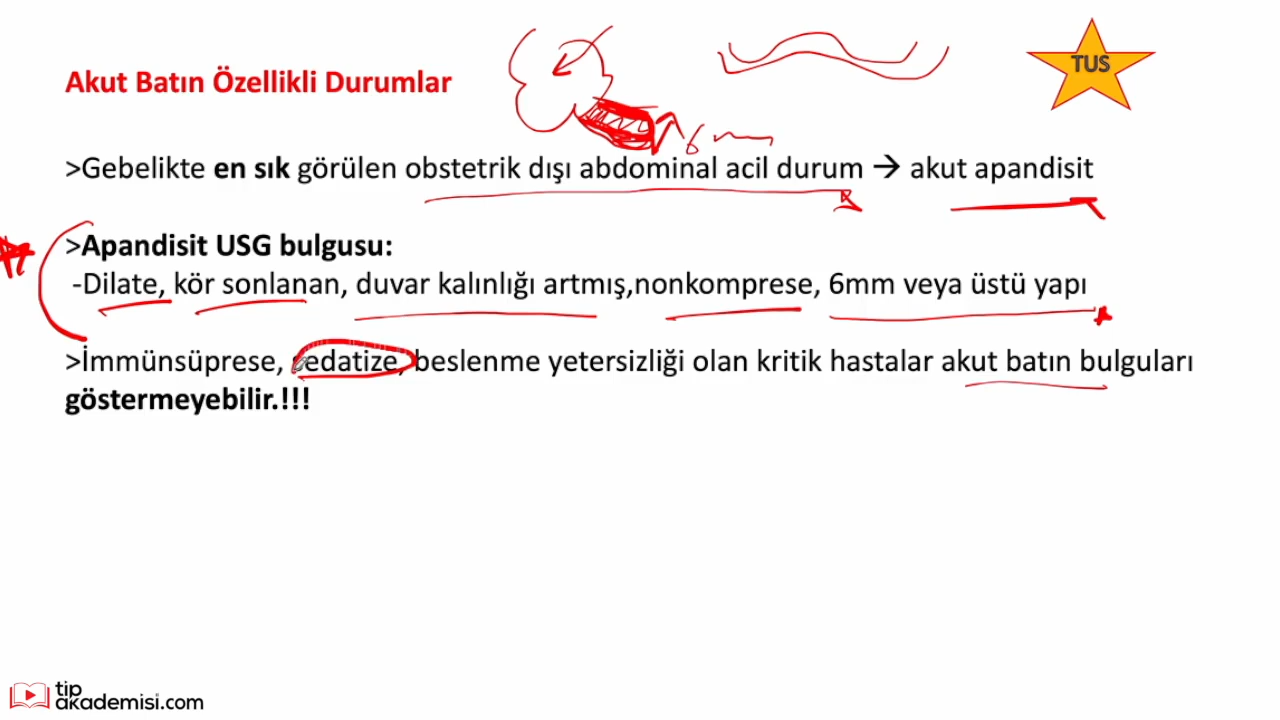 Akut Batın Özellikli Durumlar
TUS
6 mm
>Gebelikte en sık görülen obstetrik dışı abdominal acil durum → akut apandisit
>Apandisit USG bulgusu:
-Dilate, kör sonlanan, duvar kalınlığı artmış,nonkomprese, 6mm veya üstü yapı
>İmmünsüprese, sedatize, beslenme yetersizliği olan kritik hastalar akut batın bulguları
göstermeyebilir.!!!
tıp
akademisi.com